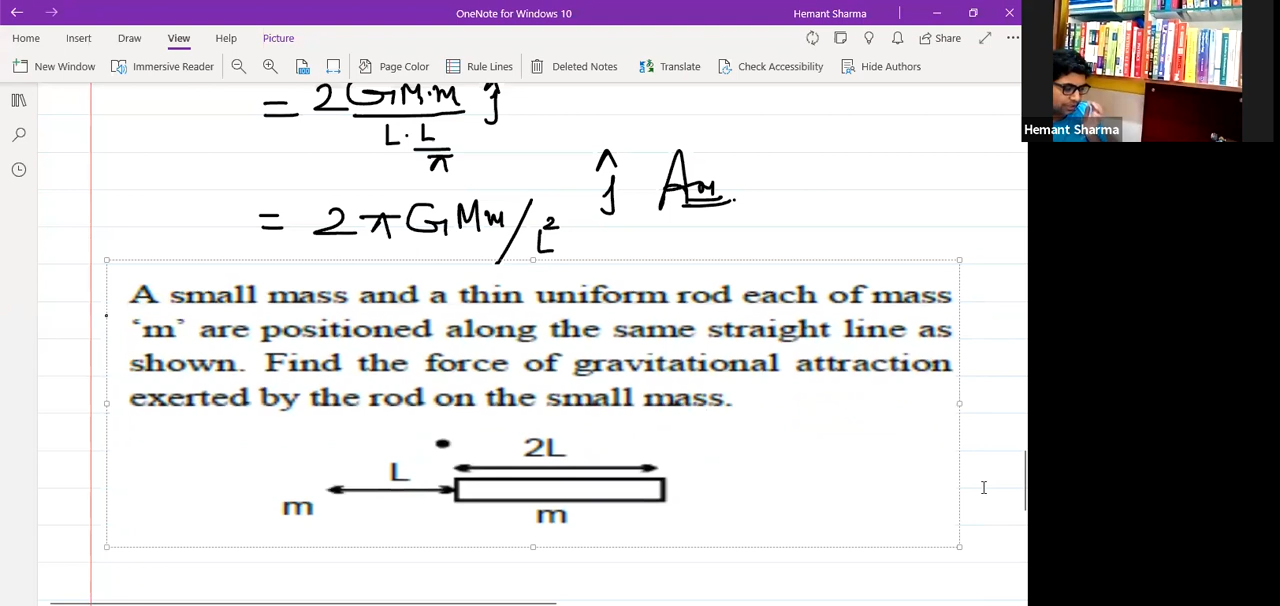 OneNote for Windows 10
Hemant Sharma
Home Insert Draw View Help Picture
Share
New Window Immersive Reader Page Color Rule Lines Deleted Notes Translate Check Accessibility Hide Authors
= 2GM.m ĵ
L. L
π
= 2πGMm/L² ĵ Ans.
A small mass and a thin uniform rod each of mass
‘m’ are positioned along the same straight line as
shown. Find the force of gravitational attraction
exerted by the rod on the small mass.
2L
L
m
m
Hemant Sharma